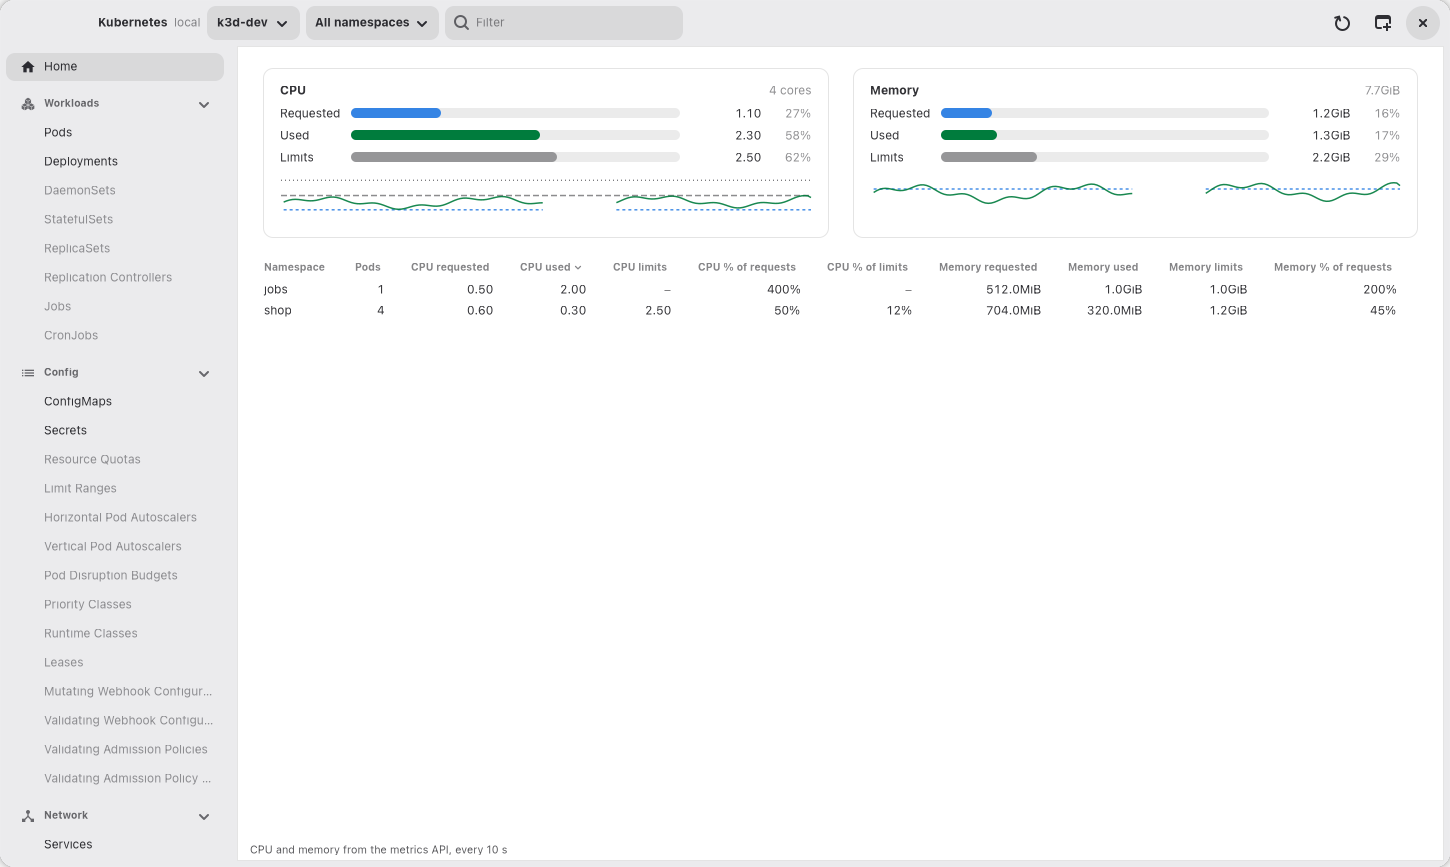 Kubernetes local k3d-dev All namespaces Filter
Home
Workloads
Pods
Deployments
DaemonSets
StatefulSets
ReplicaSets
Replication Controllers
Jobs
CronJobs
Config
ConfigMaps
Secrets
Resource Quotas
Limit Ranges
Horizontal Pod Autoscalers
Vertical Pod Autoscalers
Pod Disruption Budgets
Priority Classes
Runtime Classes
Leases
Mutating Webhook Configur...
Validating Webhook Configu...
Validating Admission Policies
Validating Admission Policy ...
Network
Services
CPU 4 cores
Requested 1.10 27%
Used 2.30 58%
Limits 2.50 62%
Memory 7.7GiB
Requested 1.2GiB 16%
Used 1.3GiB 17%
Limits 2.2GiB 29%
Namespace Pods CPU requested CPU used CPU limits CPU % of requests CPU % of limits Memory requested Memory used Memory limits Memory % of requests
jobs 1 0.50 2.00 – 400% – 512.0MiB 1.0GiB 1.0GiB 200%
shop 4 0.60 0.30 2.50 50% 12% 704.0MiB 320.0MiB 1.2GiB 45%
CPU and memory from the metrics API, every 10 s